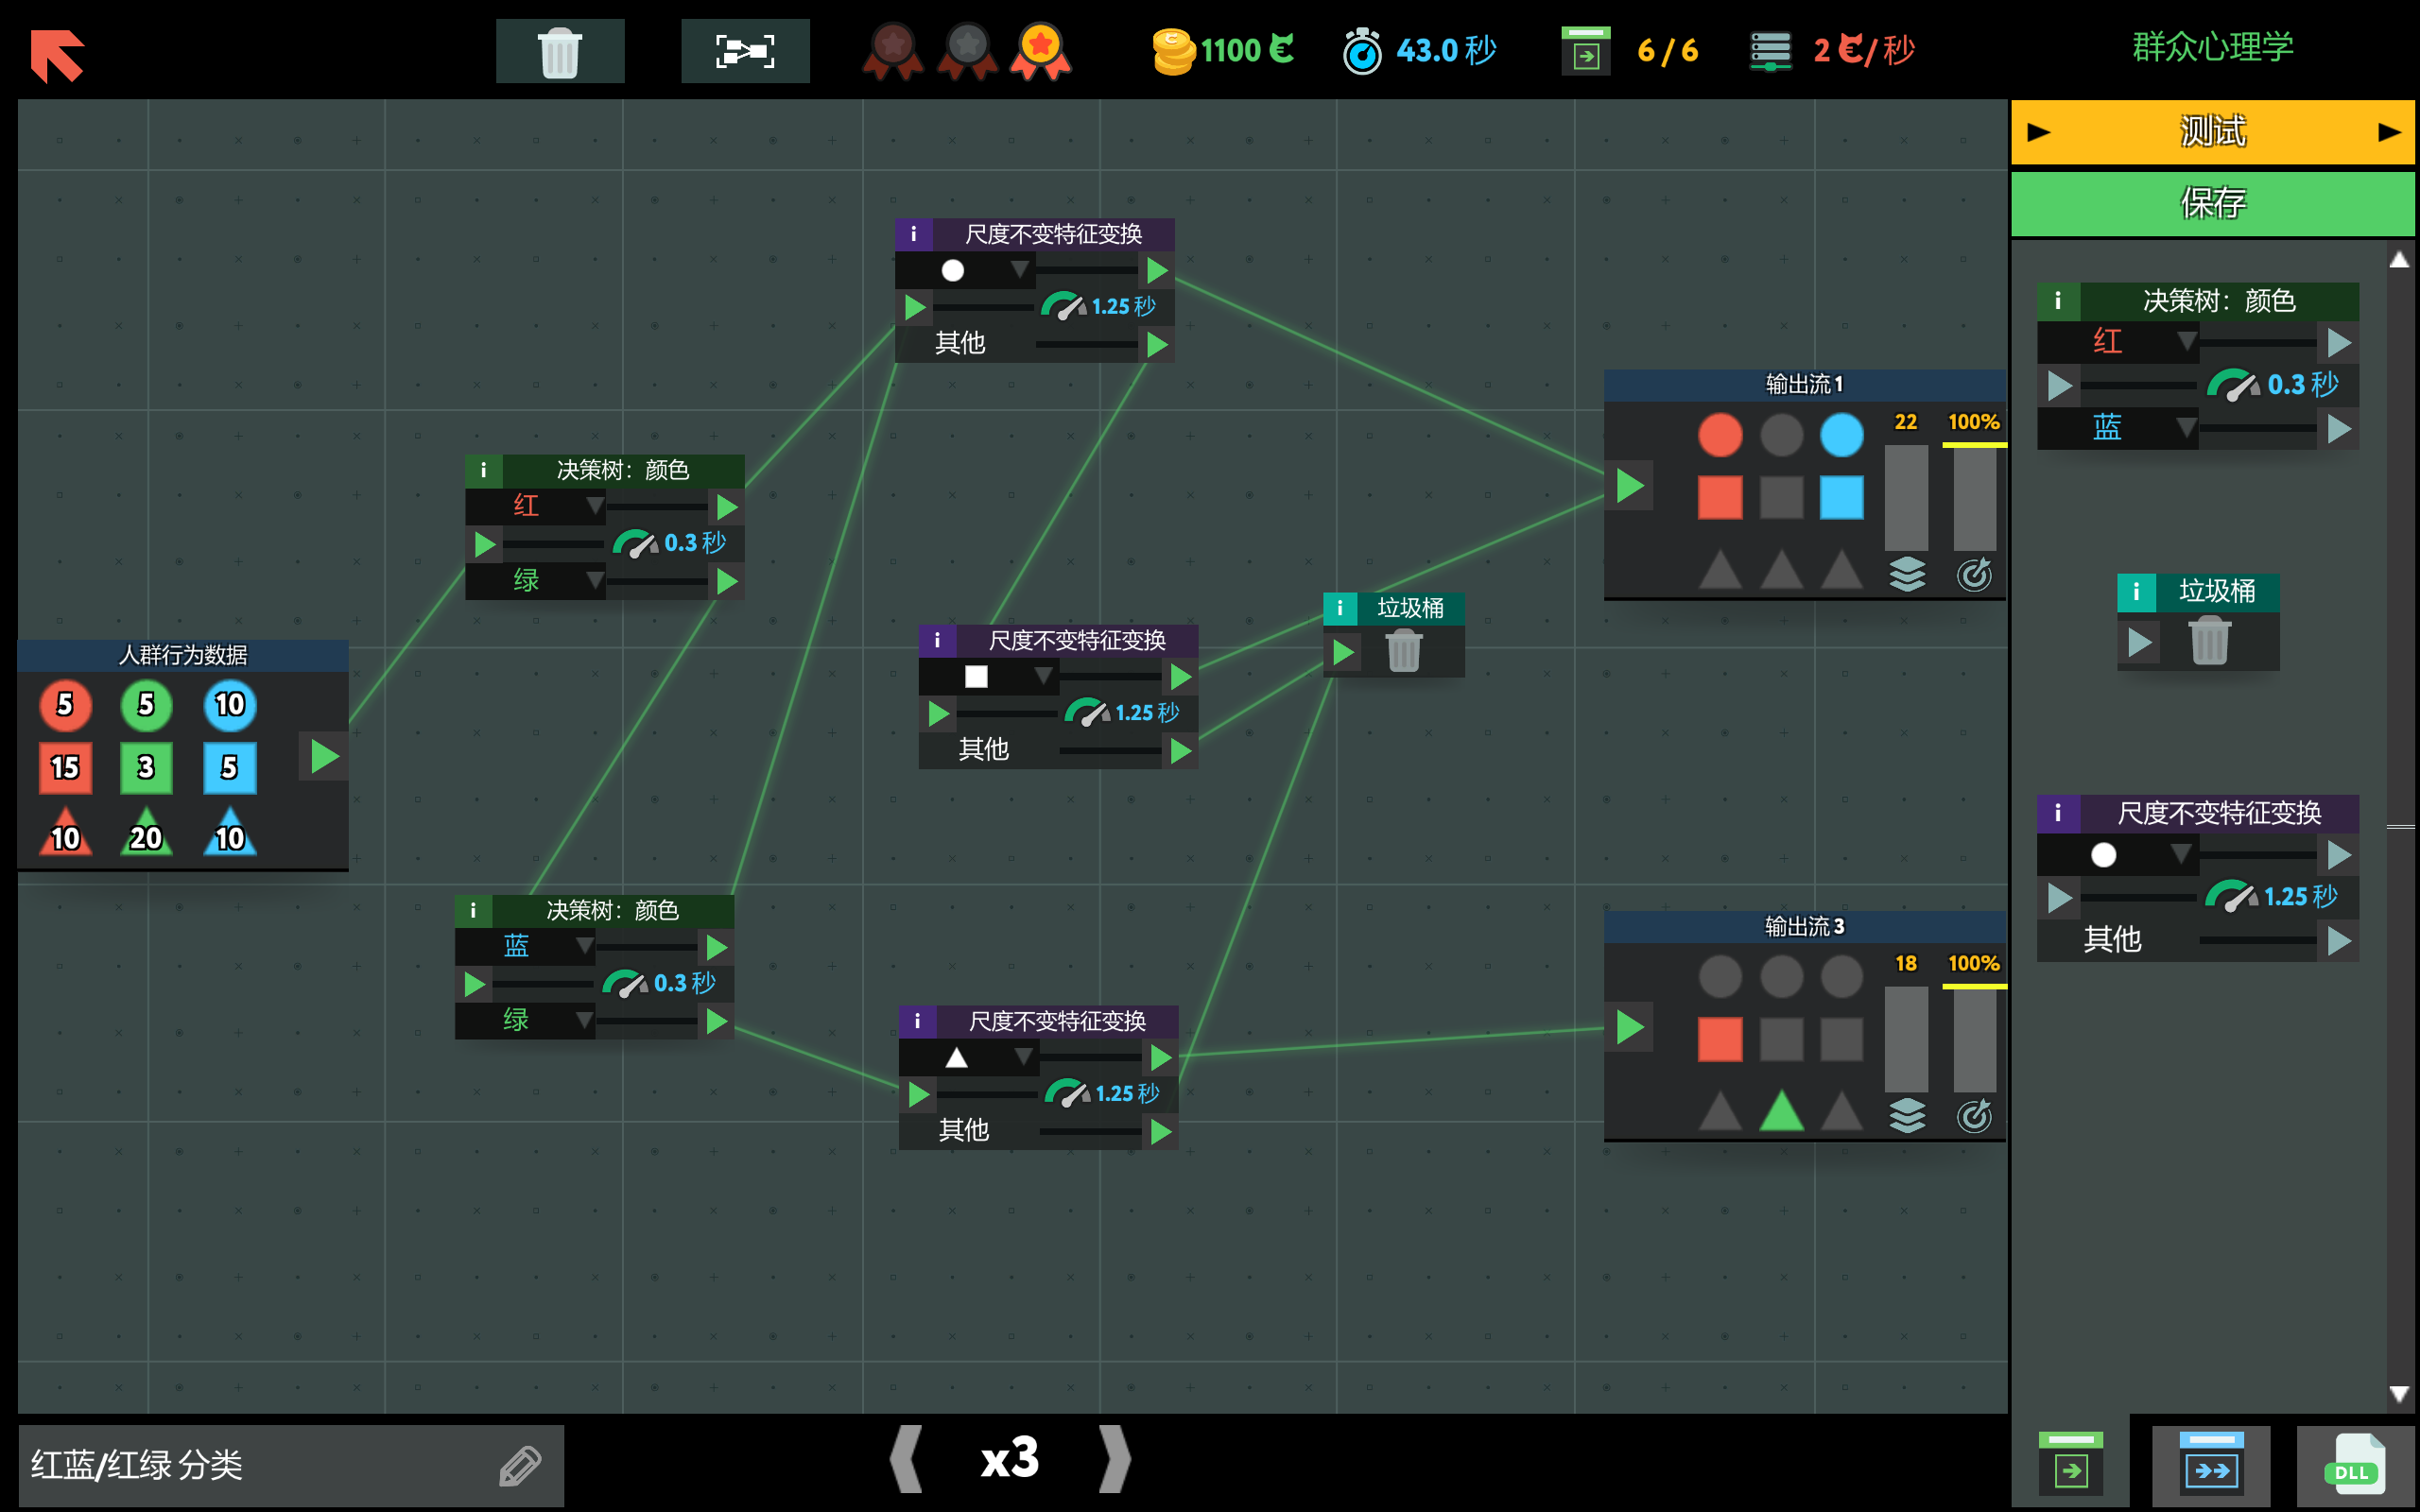 1100
43.0 秒
6/6
2 /秒
群众心理学
测试
保存
i 尺度不变特征变换
1.25 秒
其他
i 决策树：颜色
红
0.3 秒
绿
人群行为数据
5 5 10
15 3 5
10 20 10
i 决策树：颜色
蓝
0.3 秒
绿
i 尺度不变特征变换
1.25 秒
其他
i 尺度不变特征变换
1.25 秒
其他
i 垃圾桶
输出流 1
22 100%
输出流 3
18 100%
i 决策树：颜色
红
0.3 秒
蓝
i 垃圾桶
i 尺度不变特征变换
1.25 秒
其他
红蓝/红绿 分类
x3
DLL